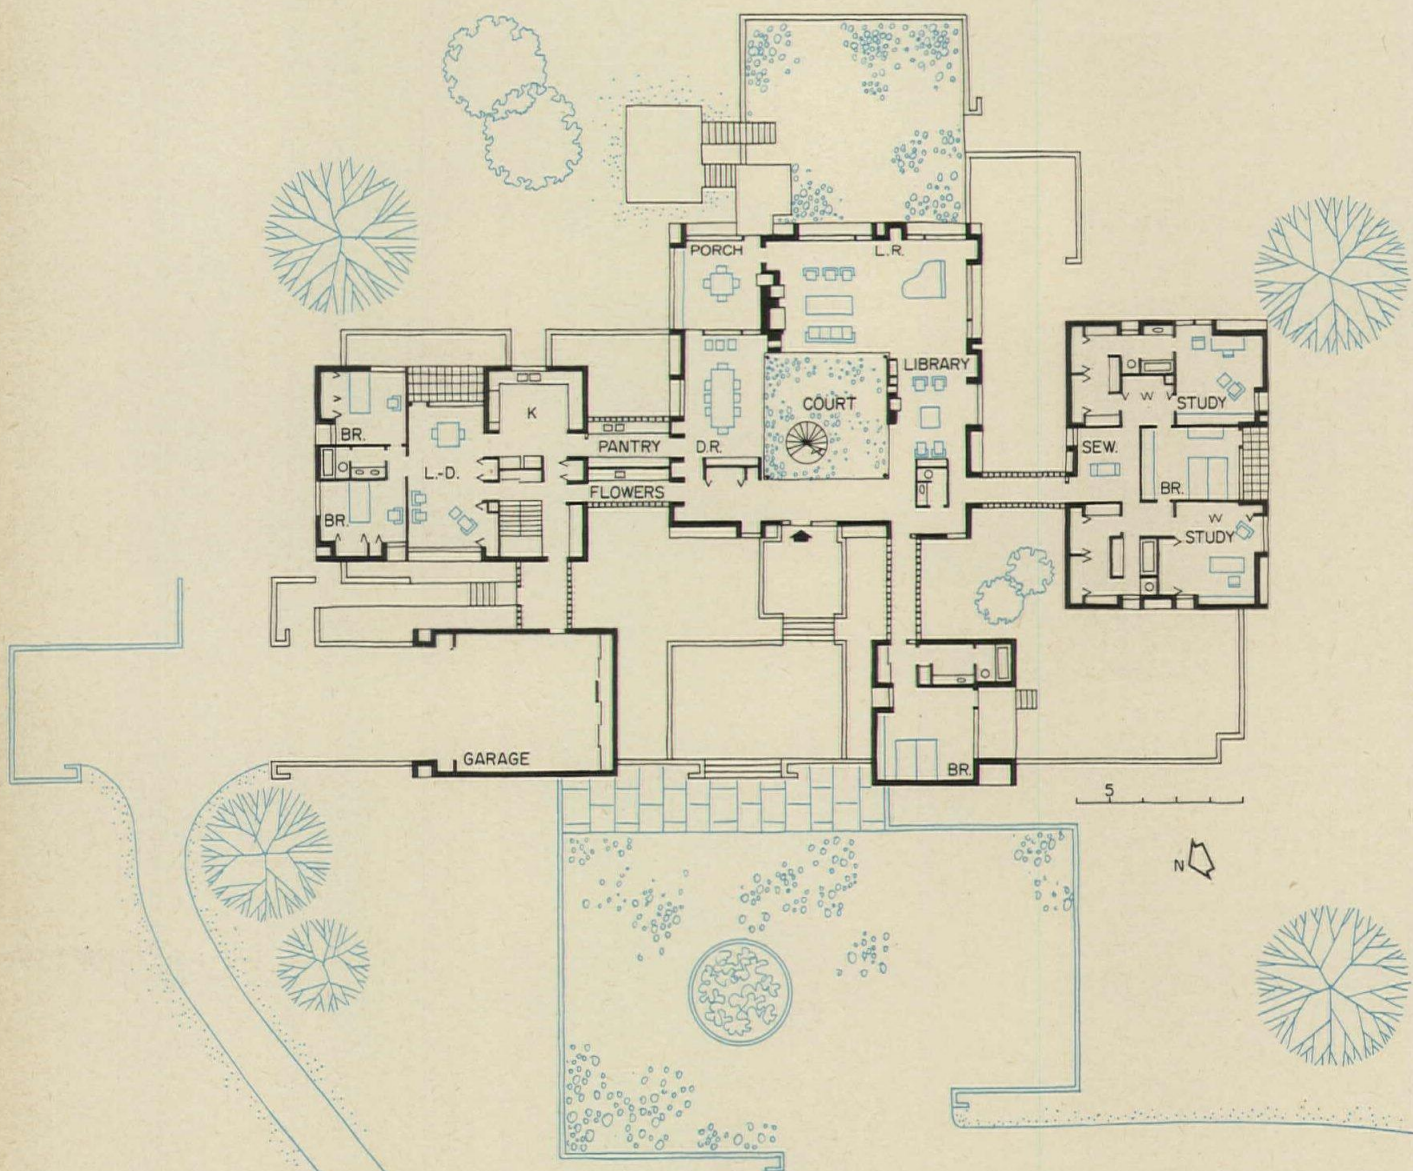 PORCH
L.R.
LIBRARY
COURT
K
BR.
PANTRY
D.R.
L.-D.
FLOWERS
BR.
STUDY
SEW.
BR.
STUDY
GARAGE
BR.
5
N